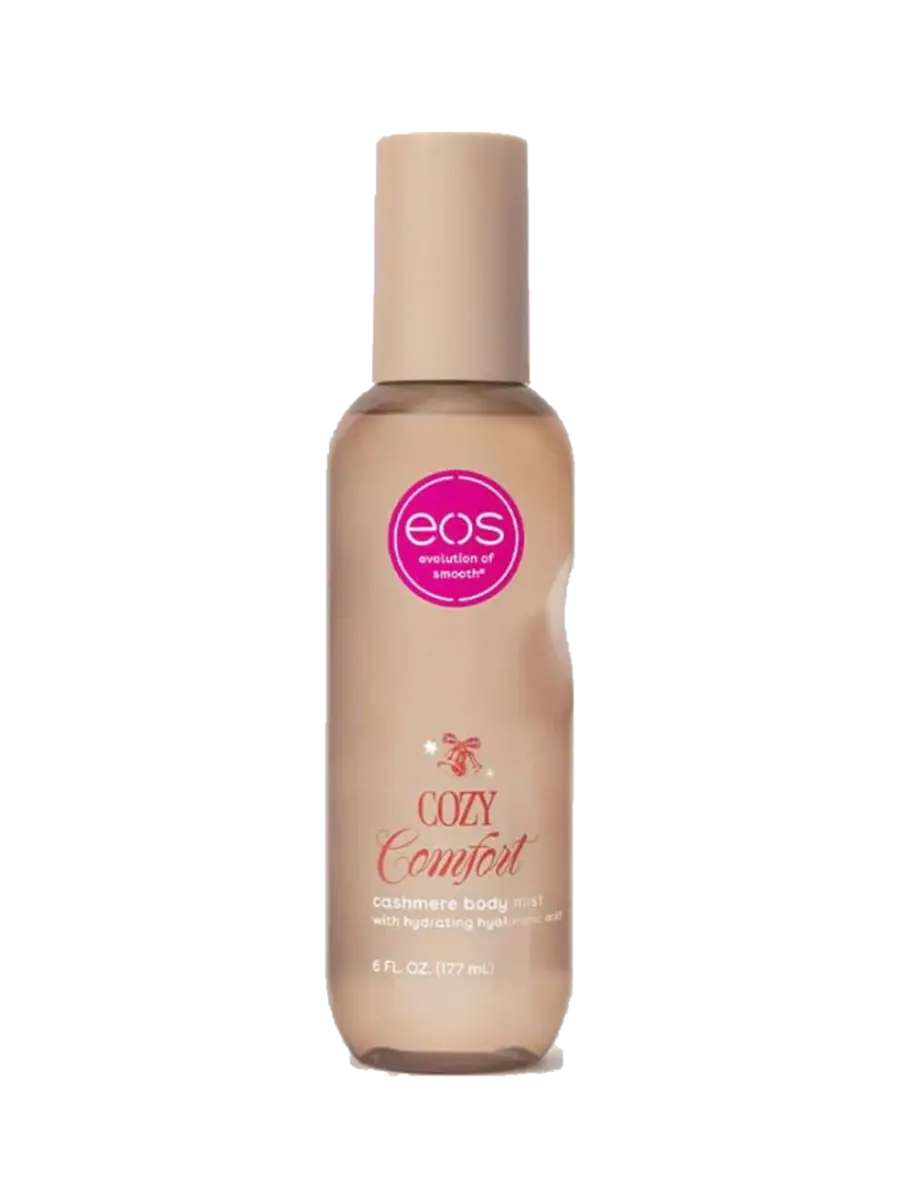 eos
evolution of
smooth®
COZY
Comfort
cashmere body mist
with hydrating hyaluronic acid
6 FL. OZ. (177 mL)